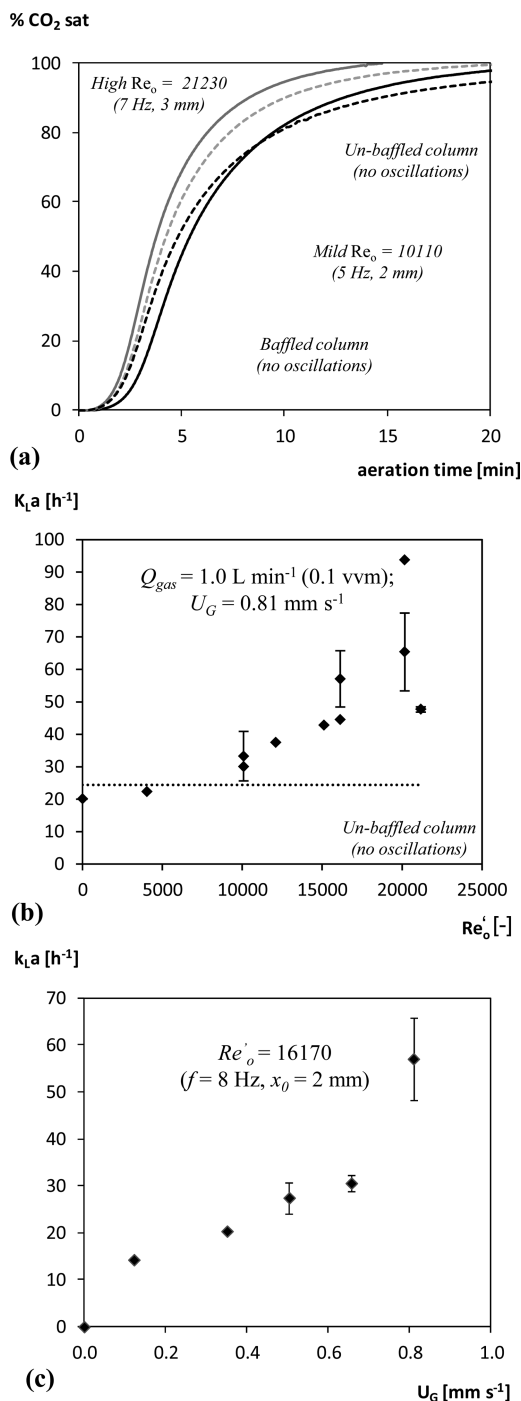 % CO₂ sat
100
High Reₒ = 21230
(7 Hz, 3 mm)
80
Un-baffled column
(no oscillations)
60
Mild Reₒ = 10110
(5 Hz, 2 mm)
40
20
Baffled column
(no oscillations)
0
0 5 10 15 20
(a)
aeration time [min]
K_La [h⁻¹]
100
90
Q_gas = 1.0 L min⁻¹ (0.1 vvm);
80
U_G = 0.81 mm s⁻¹
70
60
50
40
30
20
10
Un-baffled column
(no oscillations)
0
0 5000 10000 15000 20000 25000
(b)
Re'ₒ [-]
k_La [h⁻¹]
70
60
Re'ₒ = 16170
(f = 8 Hz, x₀ = 2 mm)
50
40
30
20
10
0
0.0 0.2 0.4 0.6 0.8 1.0
(c)
U_G [mm s⁻¹]